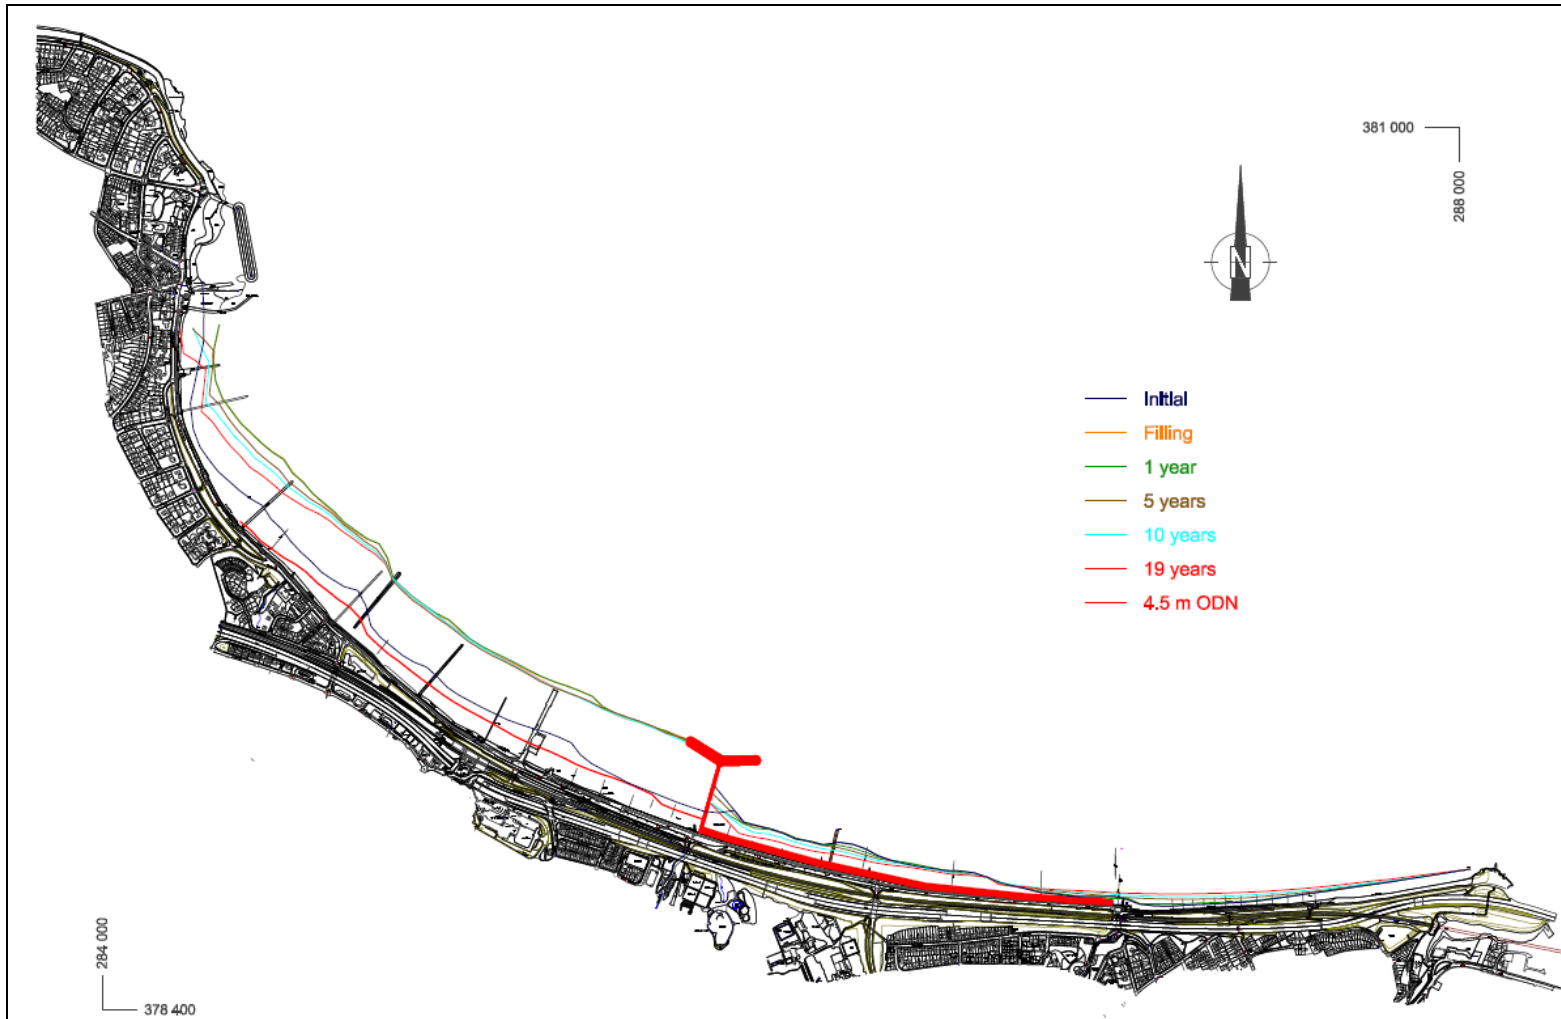 381 000
288 000
N
Initial
Filling
1 year
5 years
10 years
19 years
4.5 m ODN
284 000
378 400